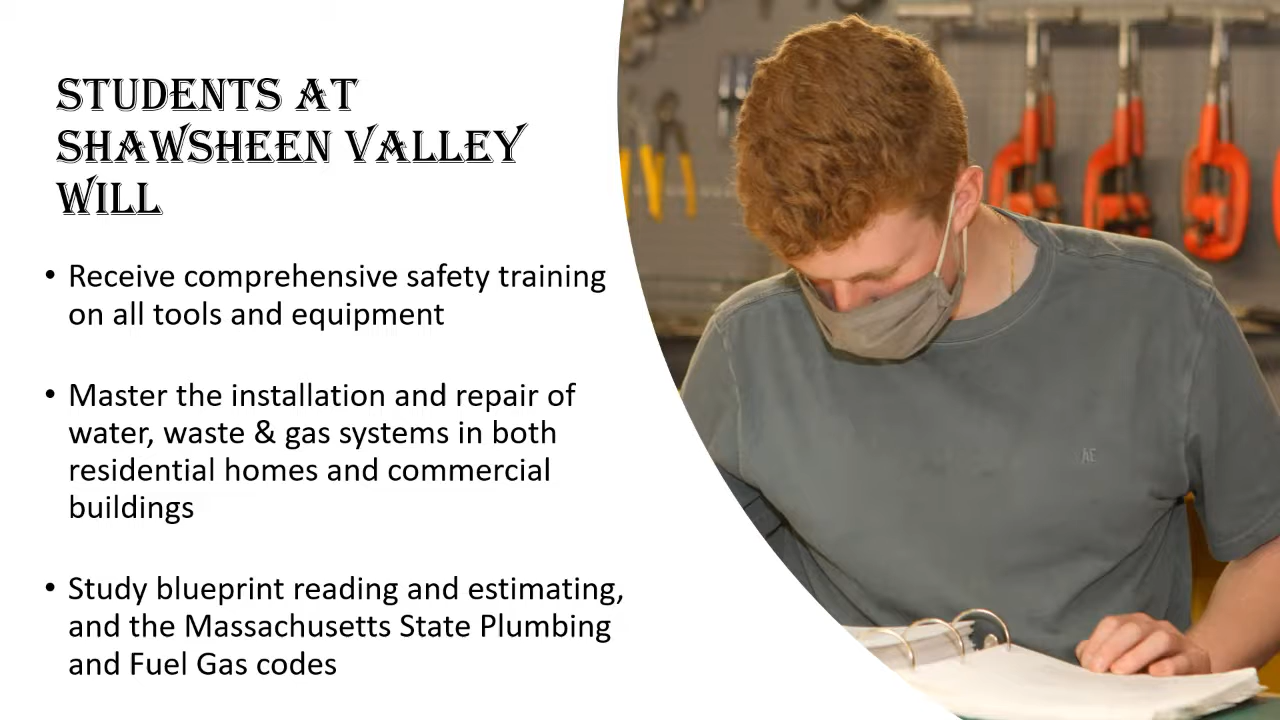 STUDENTS AT
SHAWSHEEN VALLEY
WILL
• Receive comprehensive safety training
on all tools and equipment
• Master the installation and repair of
water, waste & gas systems in both
residential homes and commercial
buildings
• Study blueprint reading and estimating,
and the Massachusetts State Plumbing
and Fuel Gas codes